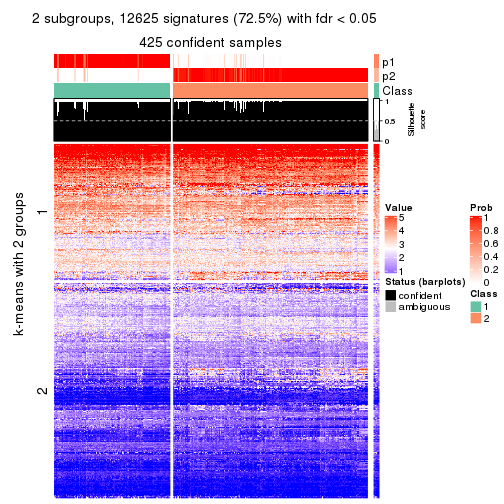 2 subgroups, 12625 signatures (72.5%) with fdr < 0.05
425 confident samples
p1
p2
Class
1
0.5
0
Silhouette
score
k-means with 2 groups
1
2
Value
5
4
3
2
1
Status (barplots)
confident
ambiguous
Prob
1
0.8
0.6
0.4
0.2
0
Class
1
2